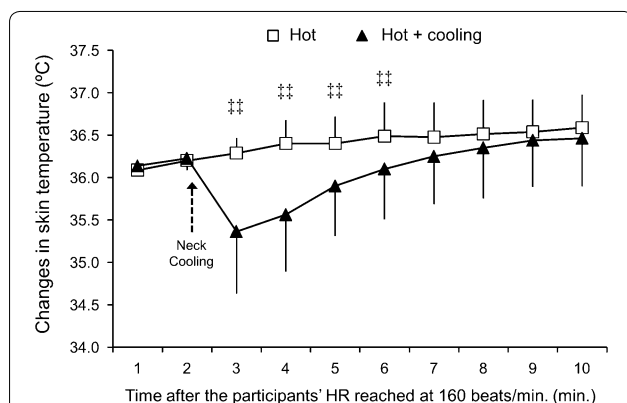 Hot Hot + cooling
Changes in skin temperature (ºC)
37.5
37.0
36.5
36.0
35.5
35.0
34.5
34.0
‡‡ ‡‡ ‡‡ ‡‡
Neck
Cooling
1 2 3 4 5 6 7 8 9 10
Time after the participants' HR reached at 160 beats/min. (min.)